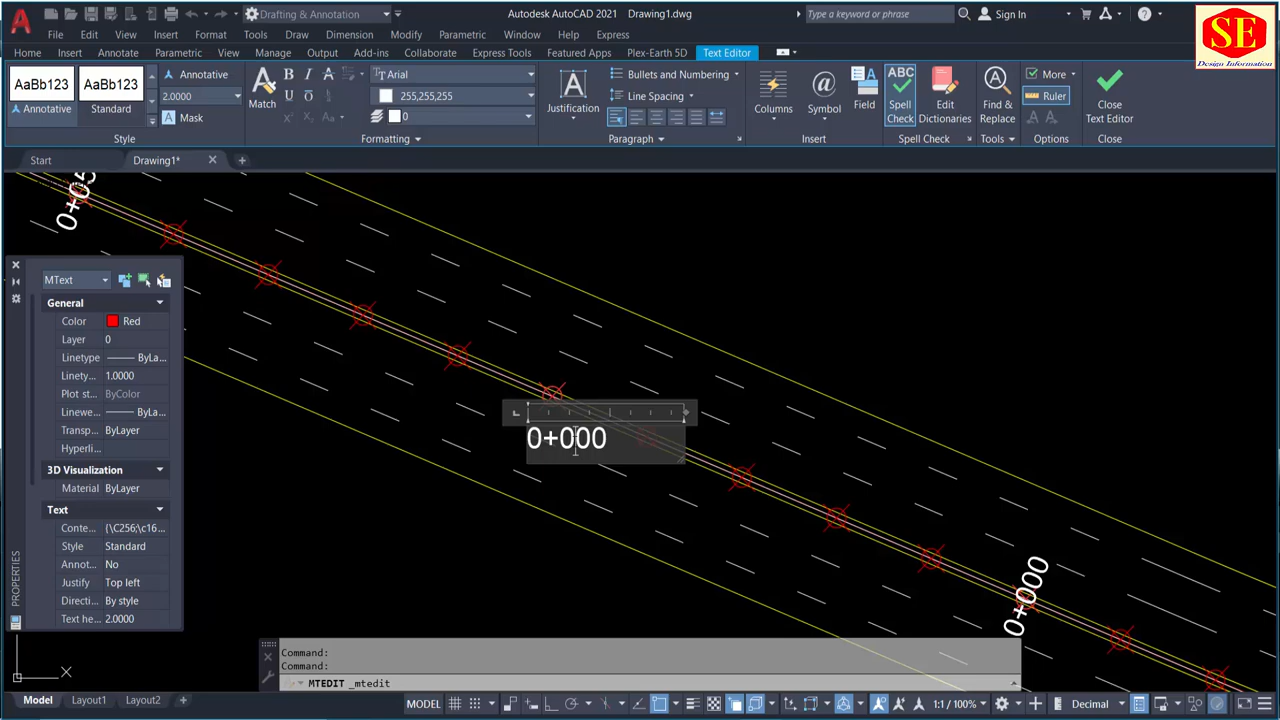 Autodesk AutoCAD 2021 Drawing1.dwg
Drafting & Annotation
Type a keyword or phrase
Sign In
SE
Design Information
File Edit View Insert Format Tools Draw Dimension Modify Parametric Window Help Express
Home Insert Annotate Parametric View Manage Output Add-ins Collaborate Express Tools Featured Apps Plex-Earth 5D Text Editor
AaBb123
Annotative
AaBb123
Standard
Annotative
2.0000
Mask
Style
Match
B I A
U O
Aa
Arial
255,255,255
0
Formatting
Justification
Bullets and Numbering
Line Spacing
Paragraph
Columns
Symbol
Field
Insert
ABC
Spell
Check
Edit
Dictionaries
Spell Check
Find &
Replace
Tools
More
Ruler
Options
Close
Text Editor
Close
Start
Drawing1*
0+05
MText
General
Color Red
Layer 0
Linetype ByLa...
Linety... 1.0000
Plot st... ByColor
Linewe... ByLa...
Transp... ByLayer
Hyperli...
3D Visualization
Material ByLayer
Text
Conte... {\C256;\c16...
Style Standard
Annot... No
Justify Top left
Directi... By style
Text he... 2.0000
PROPERTIES
0+000
0+000
X
Command:
Command:
MTEDIT _mtedit
Model Layout1 Layout2
MODEL
1:1 / 100%
Decimal